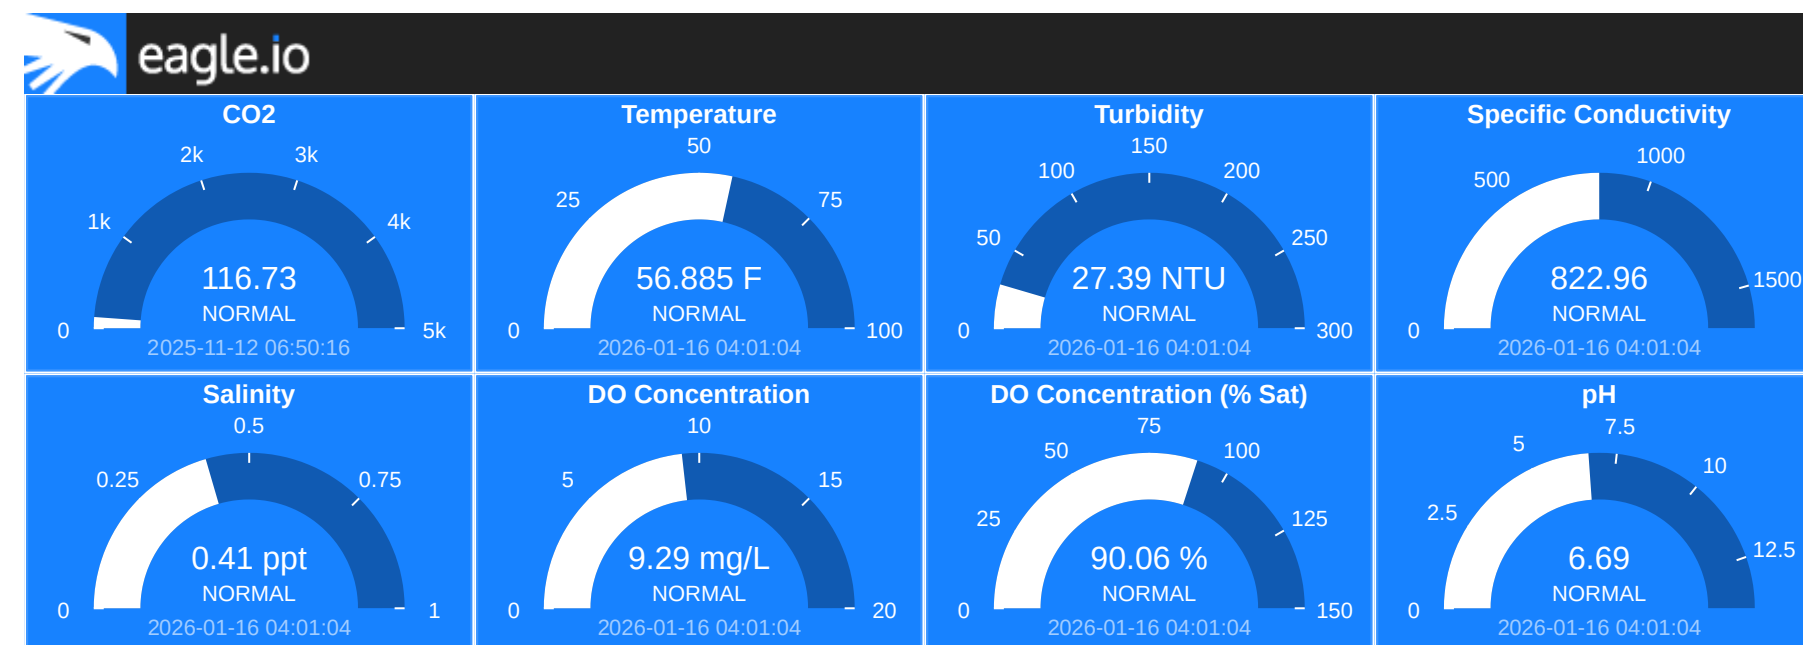 eagle.io
CO2
0
1k
2k
3k
4k
5k
116.73
NORMAL
2025-11-12 06:50:16
Temperature
0
25
50
75
100
56.885 F
NORMAL
2026-01-16 04:01:04
Turbidity
0
50
100
150
200
250
300
27.39 NTU
NORMAL
2026-01-16 04:01:04
Specific Conductivity
0
500
1000
1500
822.96
NORMAL
2026-01-16 04:01:04
Salinity
0
0.25
0.5
0.75
1
0.41 ppt
NORMAL
2026-01-16 04:01:04
DO Concentration
0
5
10
15
20
9.29 mg/L
NORMAL
2026-01-16 04:01:04
DO Concentration (% Sat)
0
25
50
75
100
125
150
90.06 %
NORMAL
2026-01-16 04:01:04
pH
0
2.5
5
7.5
10
12.5
6.69
NORMAL
2026-01-16 04:01:04